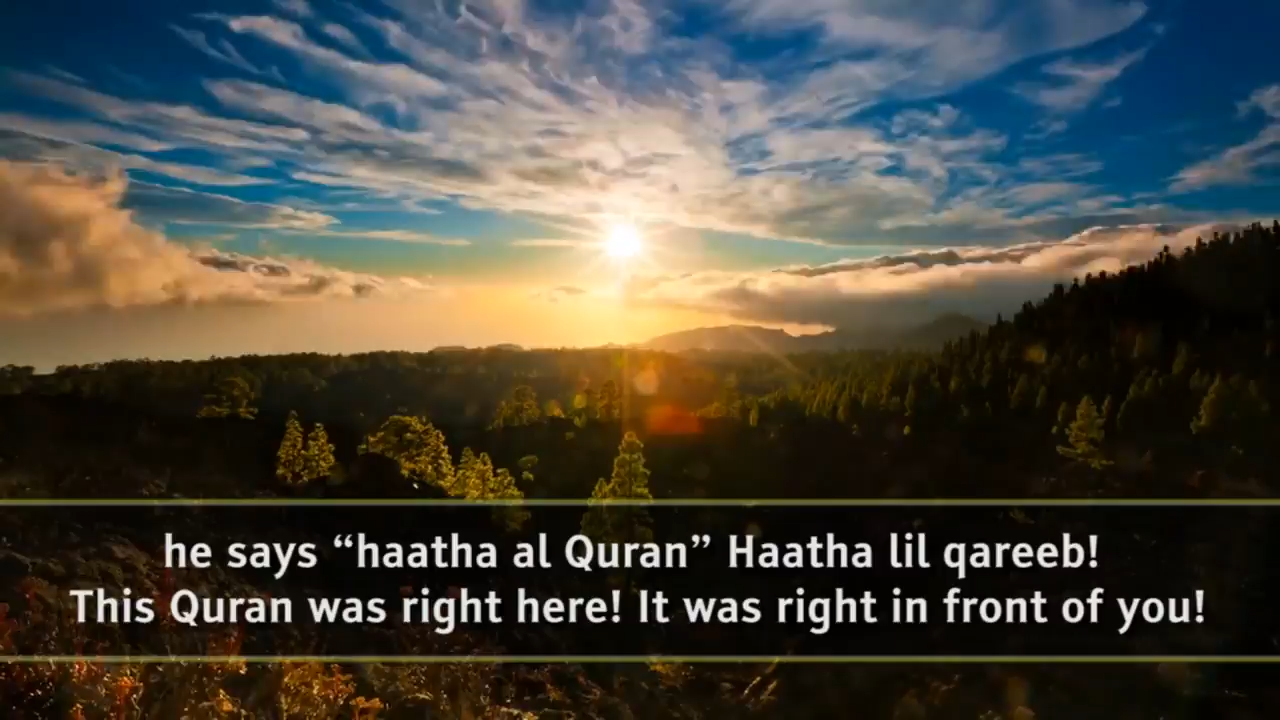 he says “haatha al Quran” Haatha lil qareeb!
This Quran was right here! It was right in front of you!